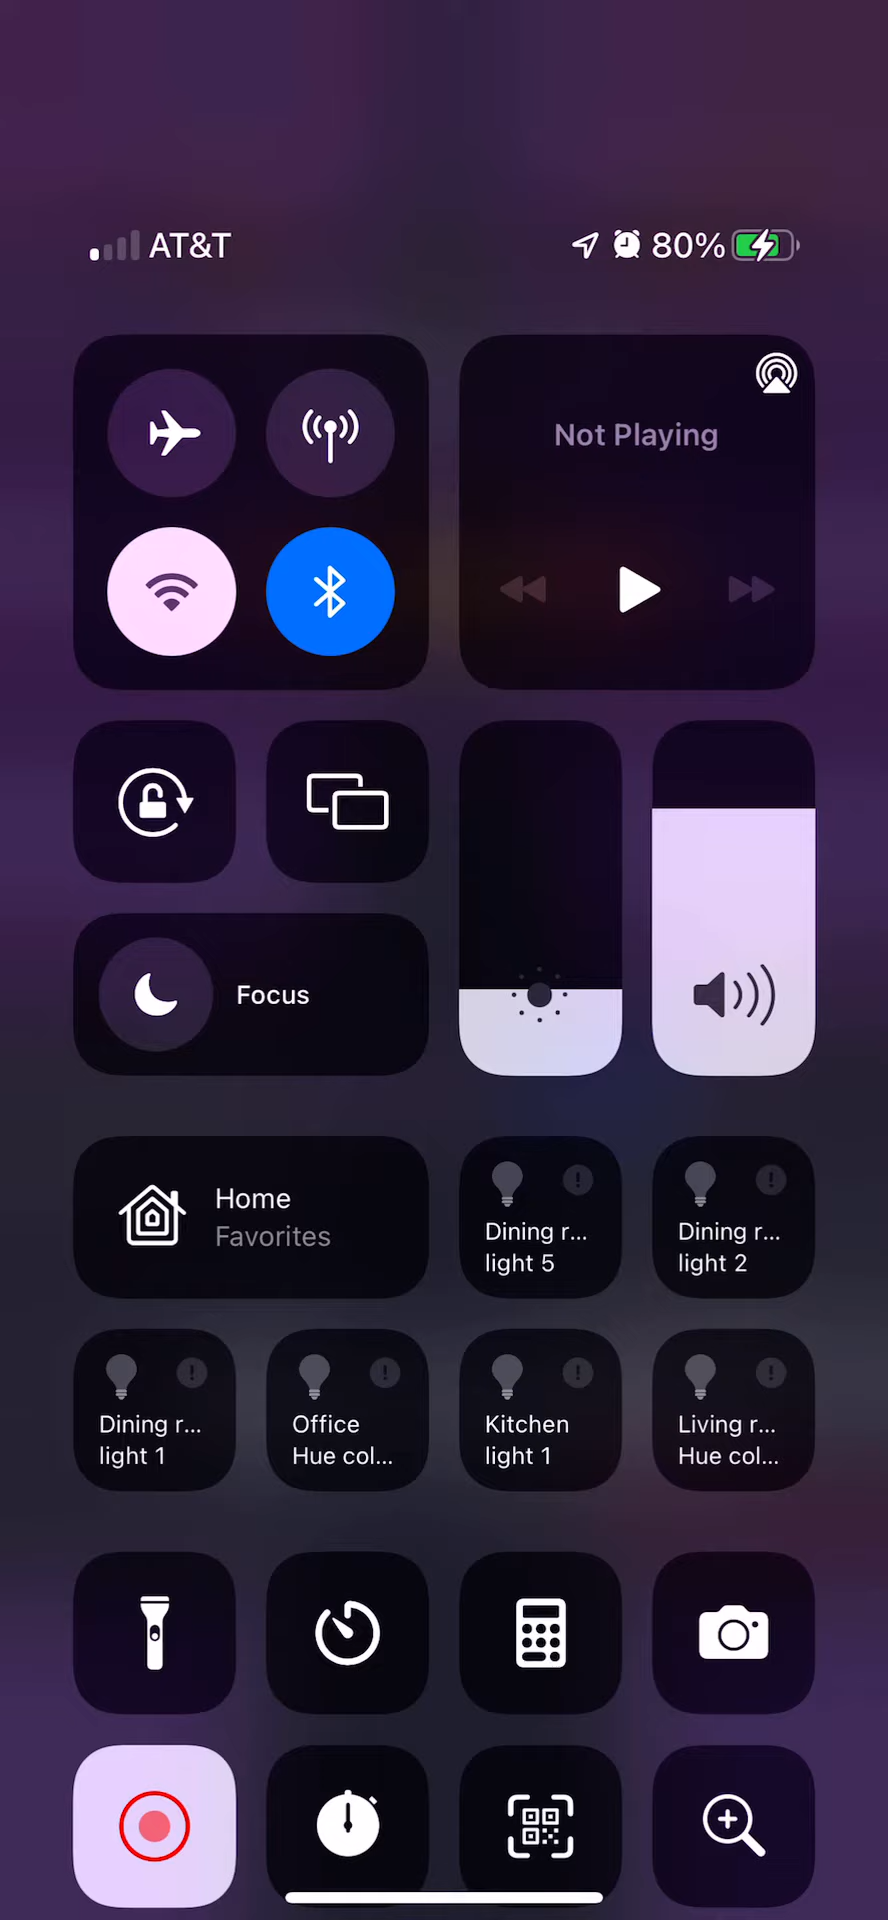 AT&T 80%
Not Playing
Focus
Home
Favorites
Dining r...
light 5
Dining r...
light 2
Dining r...
light 1
Office
Hue col...
Kitchen
light 1
Living r...
Hue col...